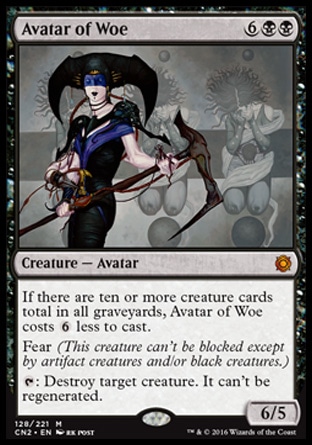 Avatar of Woe 6
Creature — Avatar
If there are ten or more creature cards
total in all graveyards, Avatar of Woe
costs 6 less to cast.
Fear (This creature can't be blocked except
by artifact creatures and/or black creatures.)
: Destroy target creature. It can't be
regenerated.
6/5
128/221 M
CN2 • EN RK POST
™ & © 2016 Wizards of the Coast